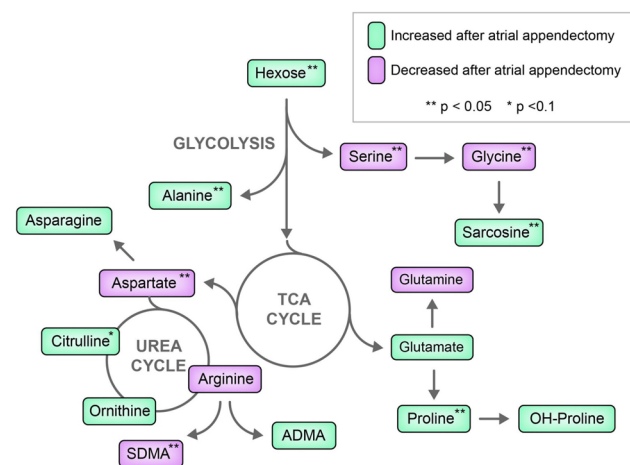 Increased after atrial appendectomy
Decreased after atrial appendectomy
** p < 0.05   * p <0.1
Hexose**
GLYCOLYSIS
Serine**
Glycine**
Alanine**
Sarcosine**
Asparagine
Aspartate**
TCA
CYCLE
Glutamine
Citrulline*
UREA
CYCLE
Glutamate
Arginine
Ornithine
Proline**
OH-Proline
SDMA**
ADMA